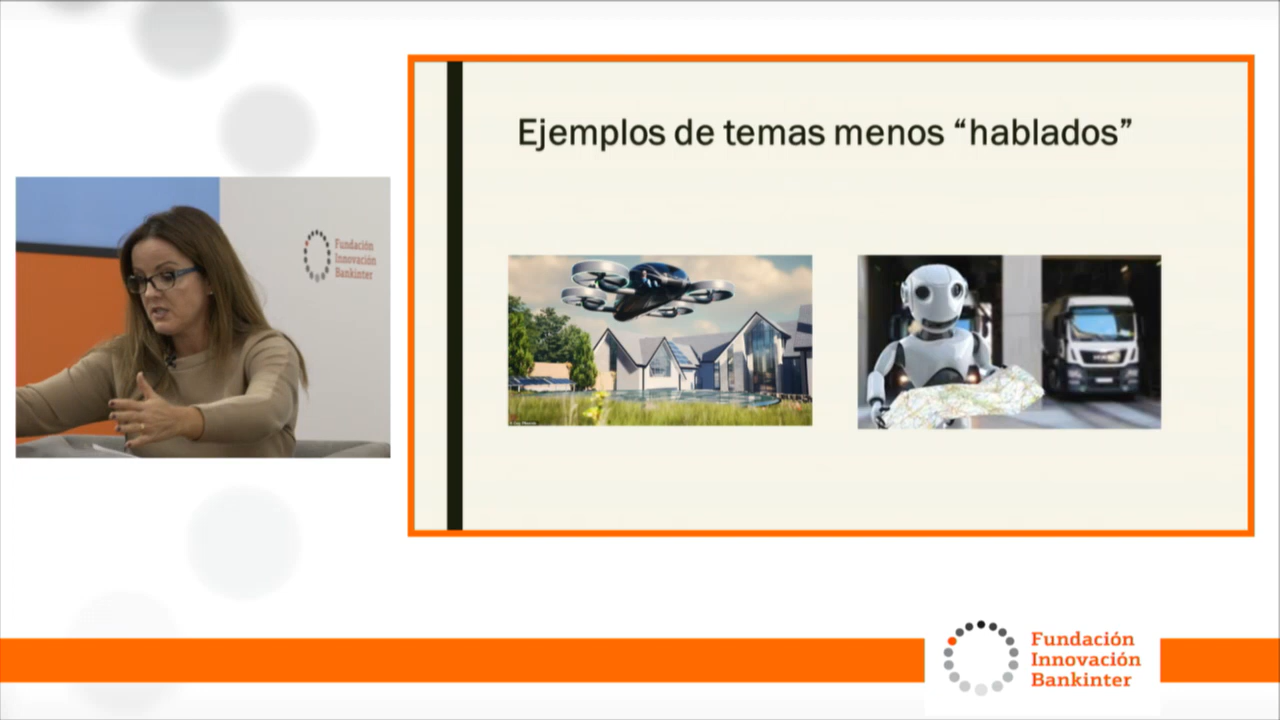 Ejemplos de temas menos “hablados”
Fundación
Innovación
Bankinter
Fundación
Innovación
Bankinter